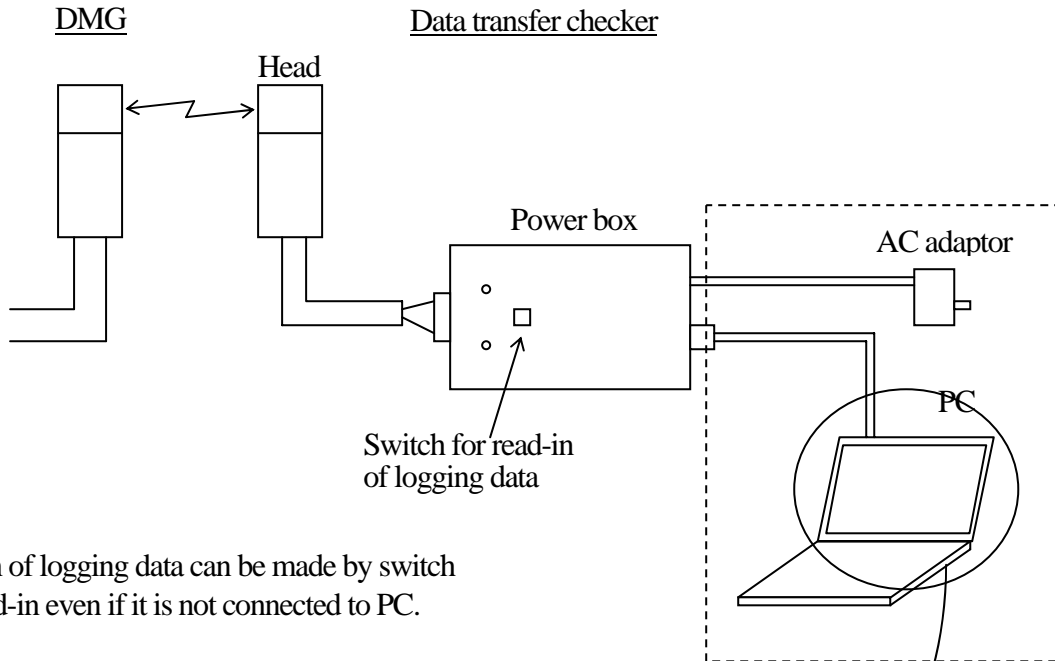 DMG
Data transfer checker
Head
Power box
AC adaptor
PC
Switch for read-in
of logging data
of logging data can be made by switch
even if it is not connected to PC.